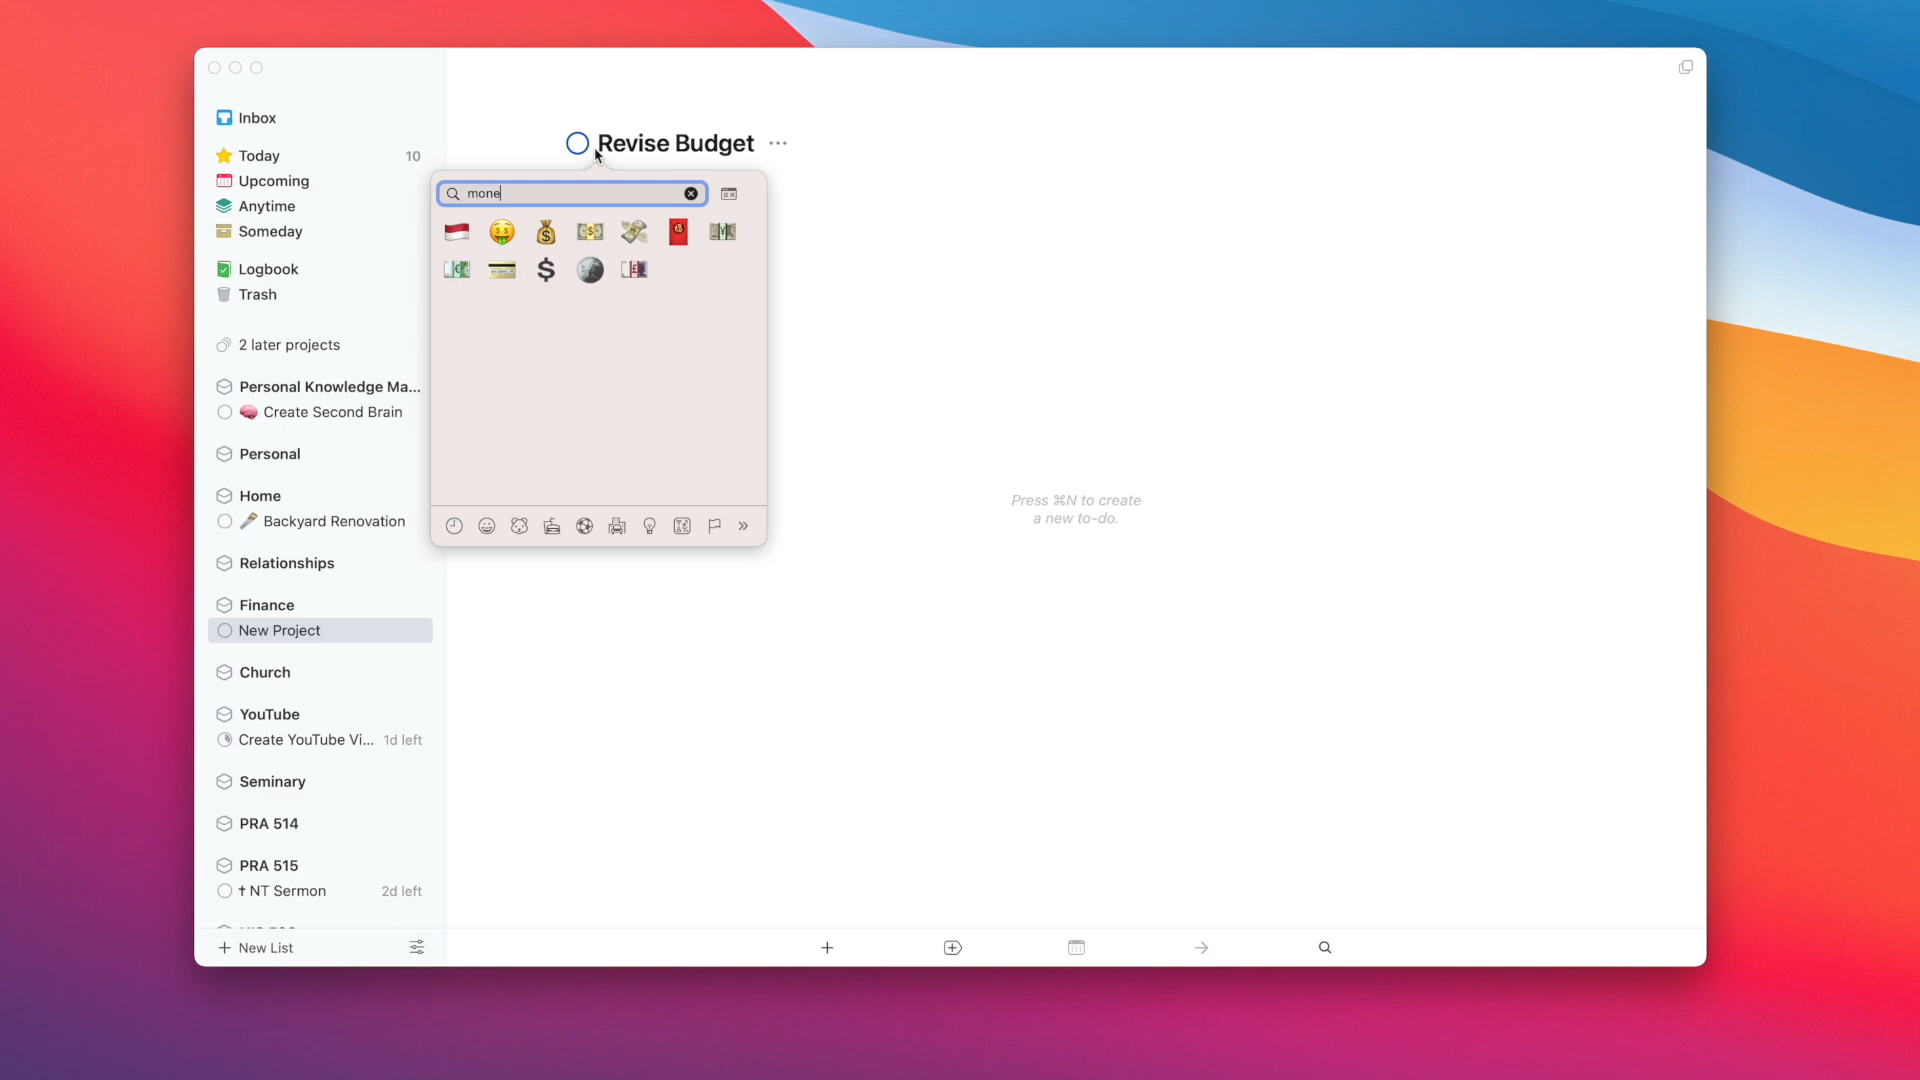 Inbox
Today 10
Upcoming
Anytime
Someday
Logbook
Trash
2 later projects
Personal Knowledge Ma...
Create Second Brain
Personal
Home
Backyard Renovation
Relationships
Finance
New Project
Church
YouTube
Create YouTube Vi... 1d left
Seminary
PRA 514
PRA 515
✝ NT Sermon 2d left
+ New List
Revise Budget ...
mone
Press ⌘N to create
a new to-do.